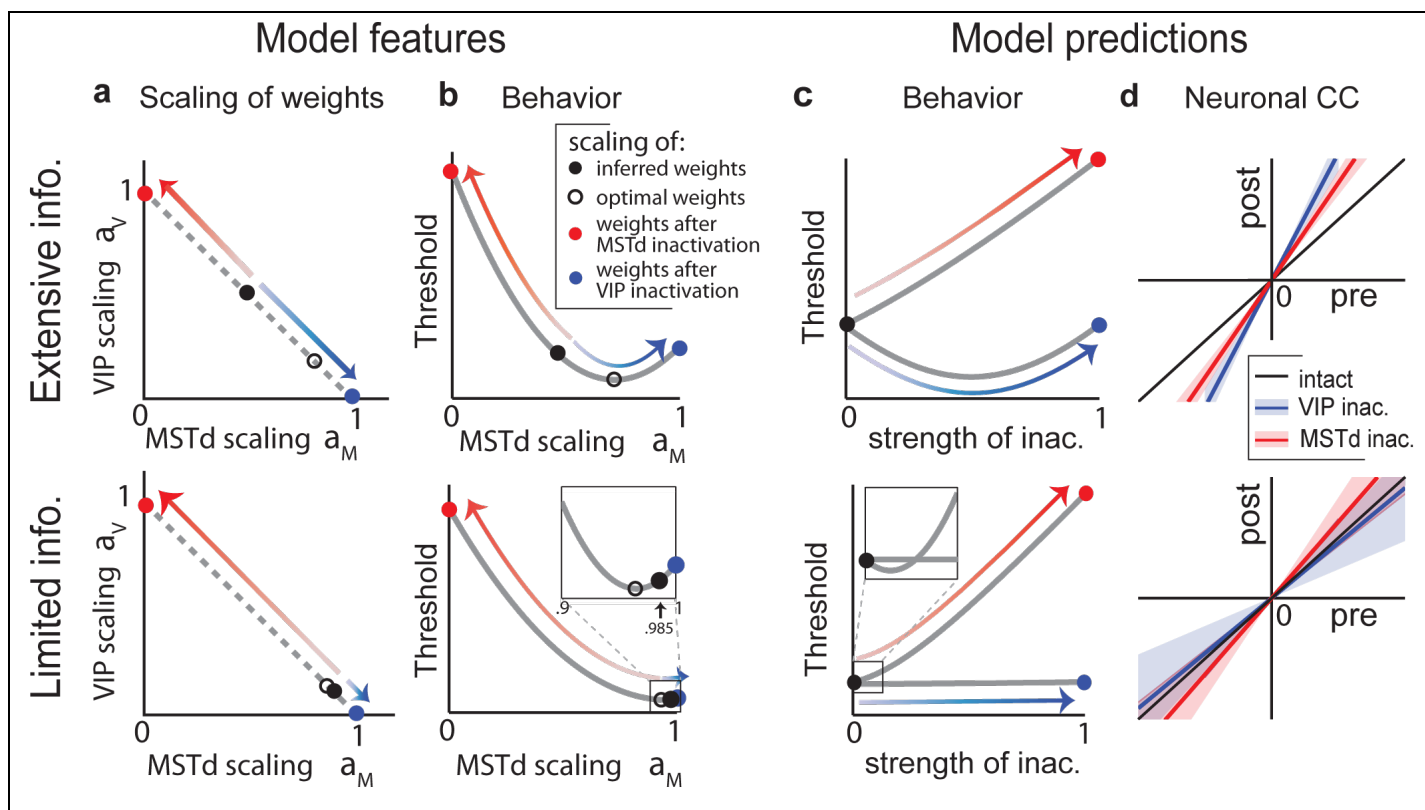 Model features
Model predictions
a Scaling of weights
b Behavior
c Behavior
d Neuronal CC
Extensive info.
1
VIP scaling a_V
0
1
MSTd scaling a_M
Threshold
scaling of:
inferred weights
optimal weights
weights after
MSTd inactivation
weights after
VIP inactivation
0
1
MSTd scaling a_M
Threshold
0
1
strength of inac.
post
0
pre
intact
VIP inac.
MSTd inac.
Limited info.
1
VIP scaling a_V
0
1
MSTd scaling a_M
Threshold
.9
1
.985
0
1
MSTd scaling a_M
Threshold
0
1
strength of inac.
post
0
pre